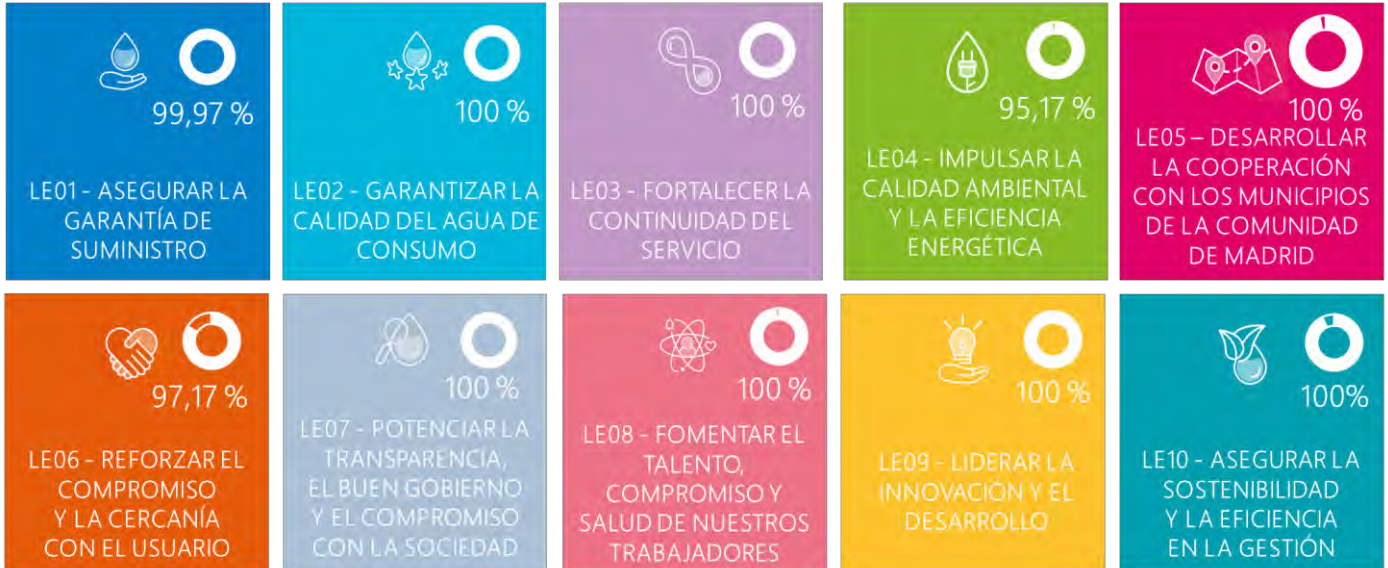 99,97 %
LE01 - ASEGURAR LA
GARANTÍA DE
SUMINISTRO
100 %
LE02 - GARANTIZAR LA
CALIDAD DEL AGUA DE
CONSUMO
100 %
LE03 - FORTALECER LA
CONTINUIDAD DEL
SERVICIO
95,17 %
LE04 - IMPULSAR LA
CALIDAD AMBIENTAL
Y LA EFICIENCIA
ENERGÉTICA
100 %
LE05 – DESARROLLAR
LA COOPERACIÓN
CON LOS MUNICIPIOS
DE LA COMUNIDAD
DE MADRID
97,17 %
LE06 - REFORZAR EL
COMPROMISO
Y LA CERCANÍA
CON EL USUARIO
100 %
LE07 - POTENCIAR LA
TRANSPARENCIA,
EL BUEN GOBIERNO
Y EL COMPROMISO
CON LA SOCIEDAD
100 %
LE08 - FOMENTAR EL
TALENTO,
COMPROMISO Y
SALUD DE NUESTROS
TRABAJADORES
100 %
LE09 - LIDERAR LA
INNOVACIÓN Y EL
DESARROLLO
100%
LE10 - ASEGURAR LA
SOSTENIBILIDAD
Y LA EFICIENCIA
EN LA GESTIÓN